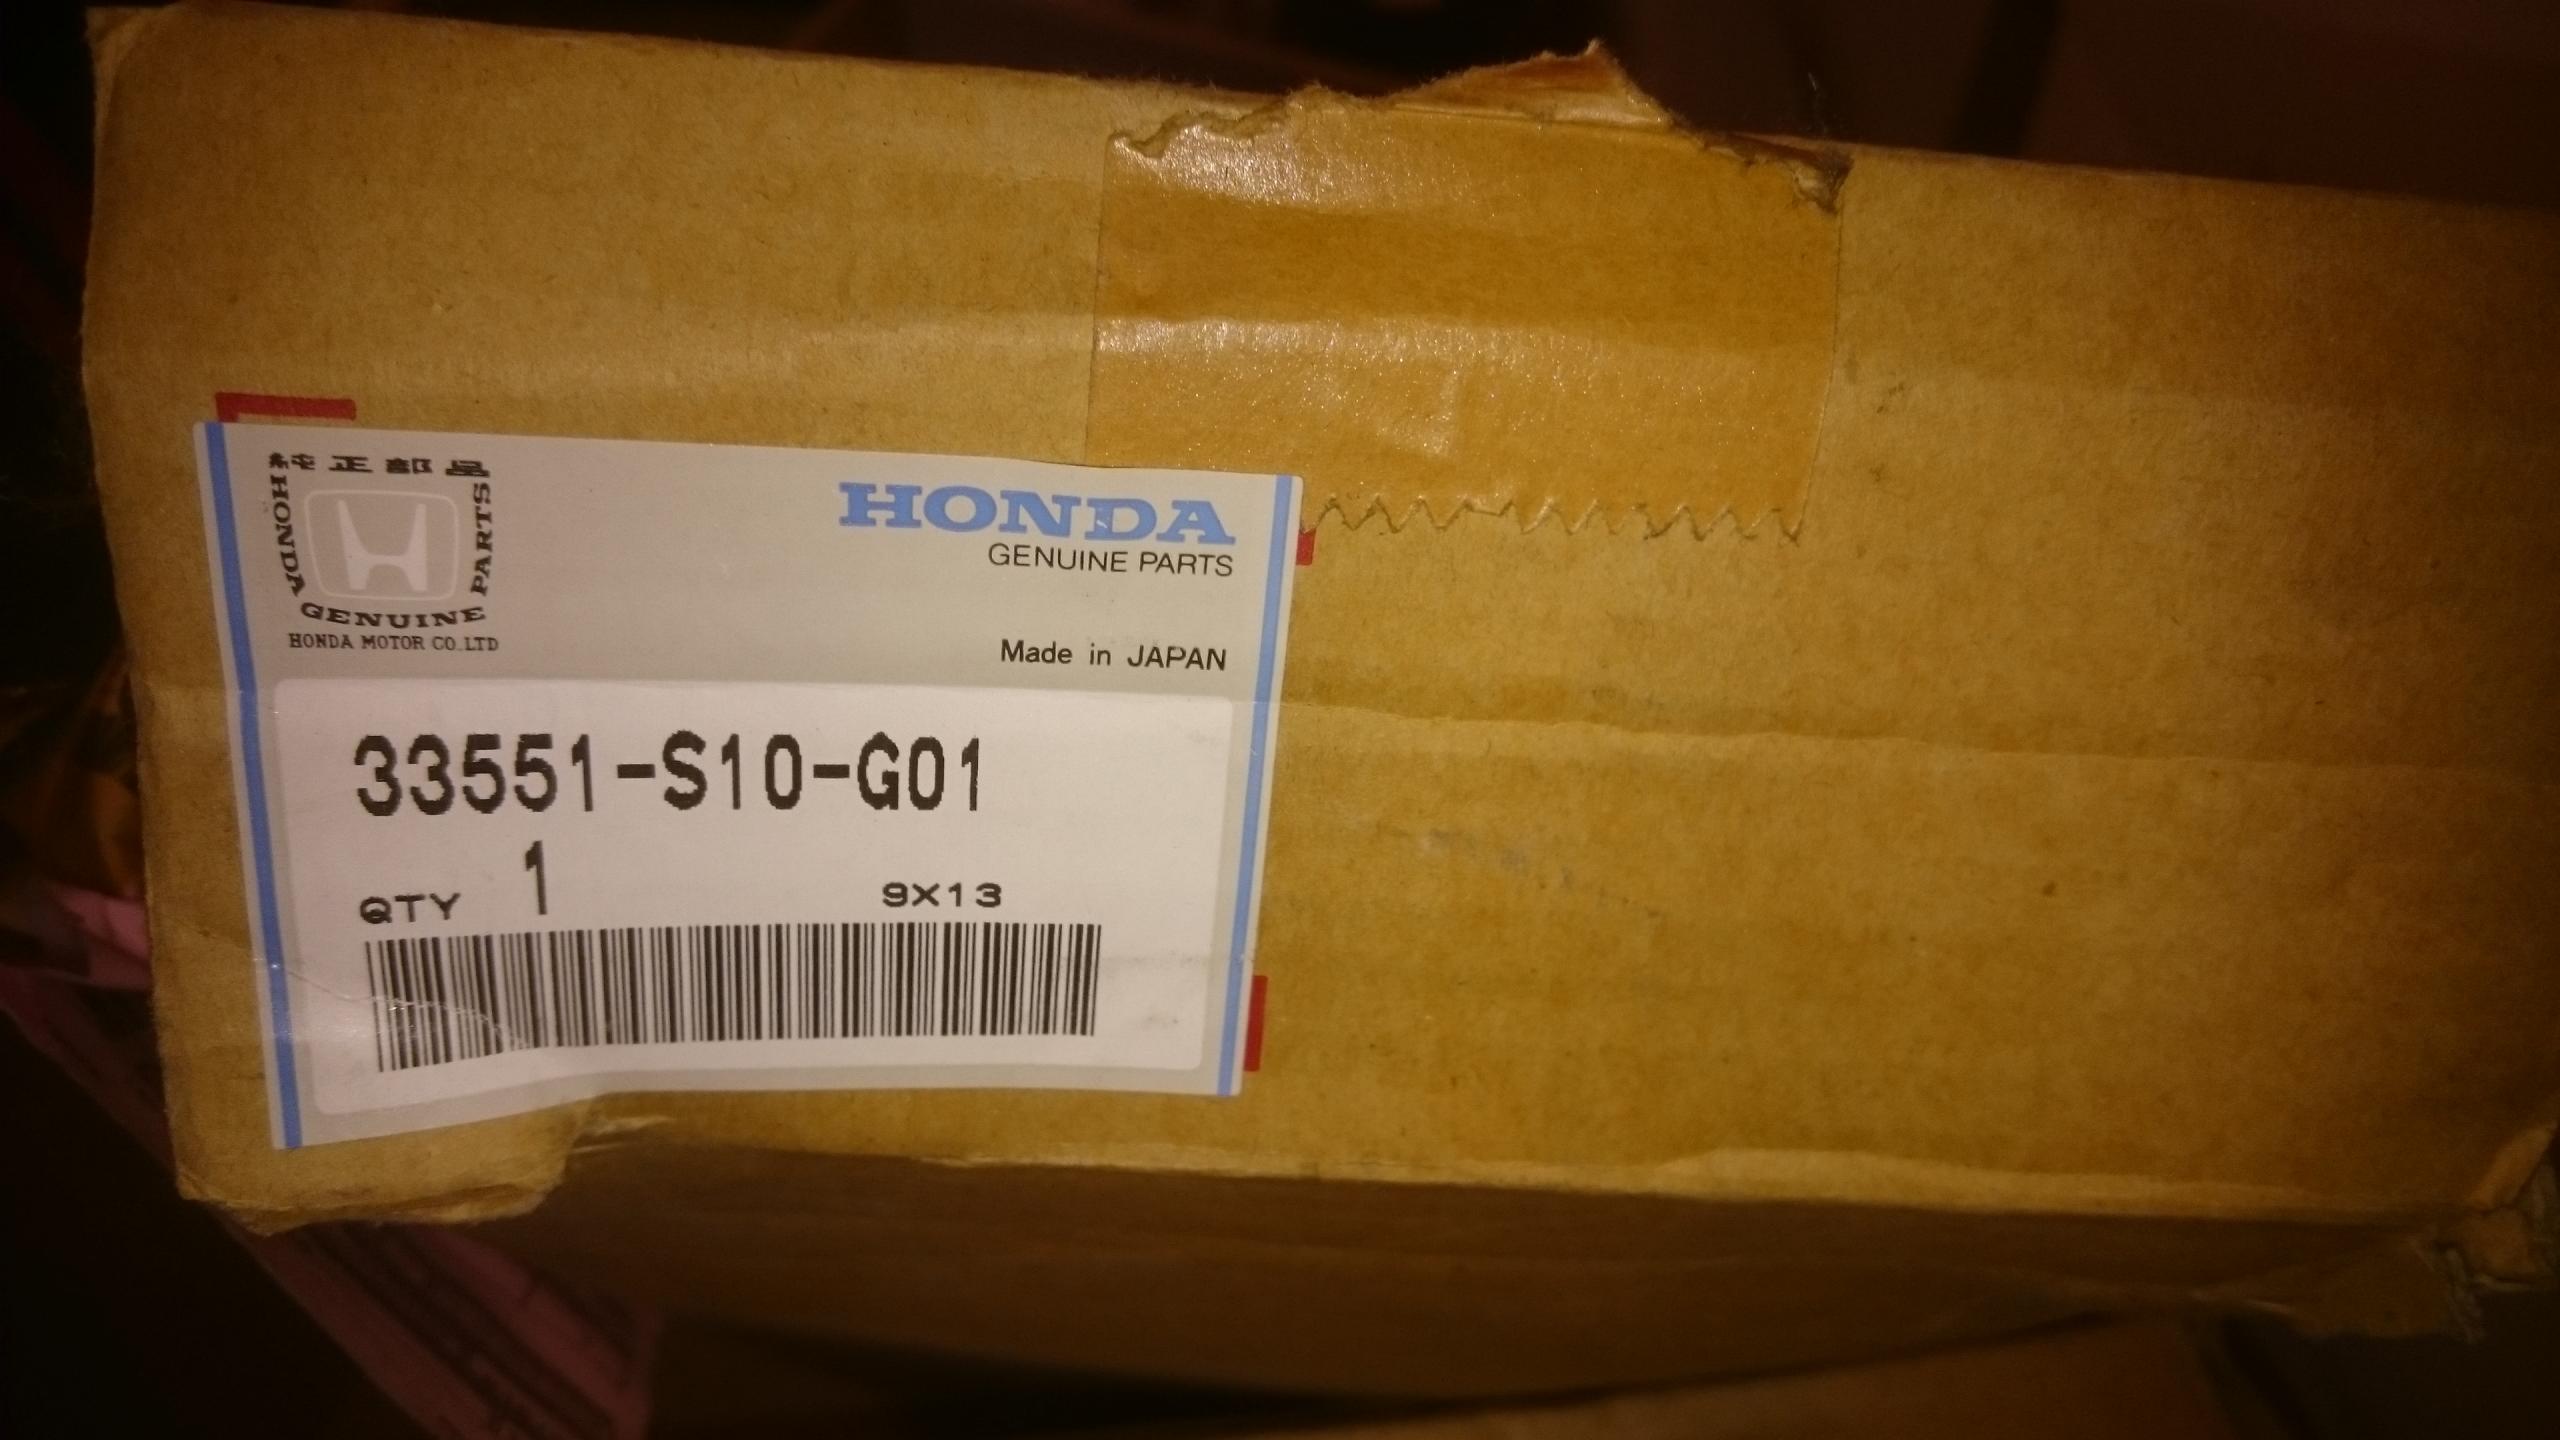 純正部品
HONDA
PARTS
GENUINE
HONDA MOTOR CO.LTD
HONDA
GENUINE PARTS
Made in JAPAN
33551-S10-G01
QTY 1 9X13